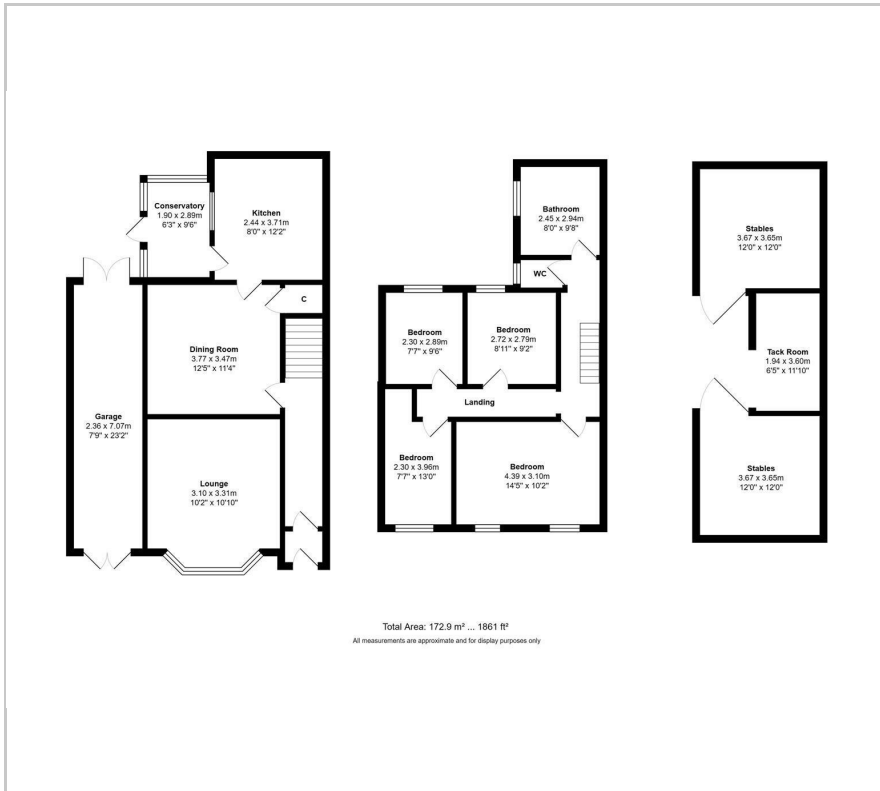 Conservatory
1.90 x 2.89m
6'3" x 9'6"
Kitchen
2.44 x 3.71m
8'0" x 12'2"
C
Dining Room
3.77 x 3.47m
12'5" x 11'4"
Garage
2.36 x 7.07m
7'9" x 23'2"
Lounge
3.10 x 3.31m
10'2" x 10'10"
Bathroom
2.45 x 2.94m
8'0" x 9'8"
WC
Bedroom
2.30 x 2.89m
7'7" x 9'6"
Bedroom
2.72 x 2.79m
8'11" x 9'2"
Landing
Bedroom
2.30 x 3.96m
7'7" x 13'0"
Bedroom
4.39 x 3.10m
14'5" x 10'2"
Stables
3.67 x 3.65m
12'0" x 12'0"
Tack Room
1.94 x 3.60m
6'5" x 11'10"
Stables
3.67 x 3.65m
12'0" x 12'0"
Total Area: 172.9 m² ... 1861 ft²
All measurements are approximate and for display purposes only